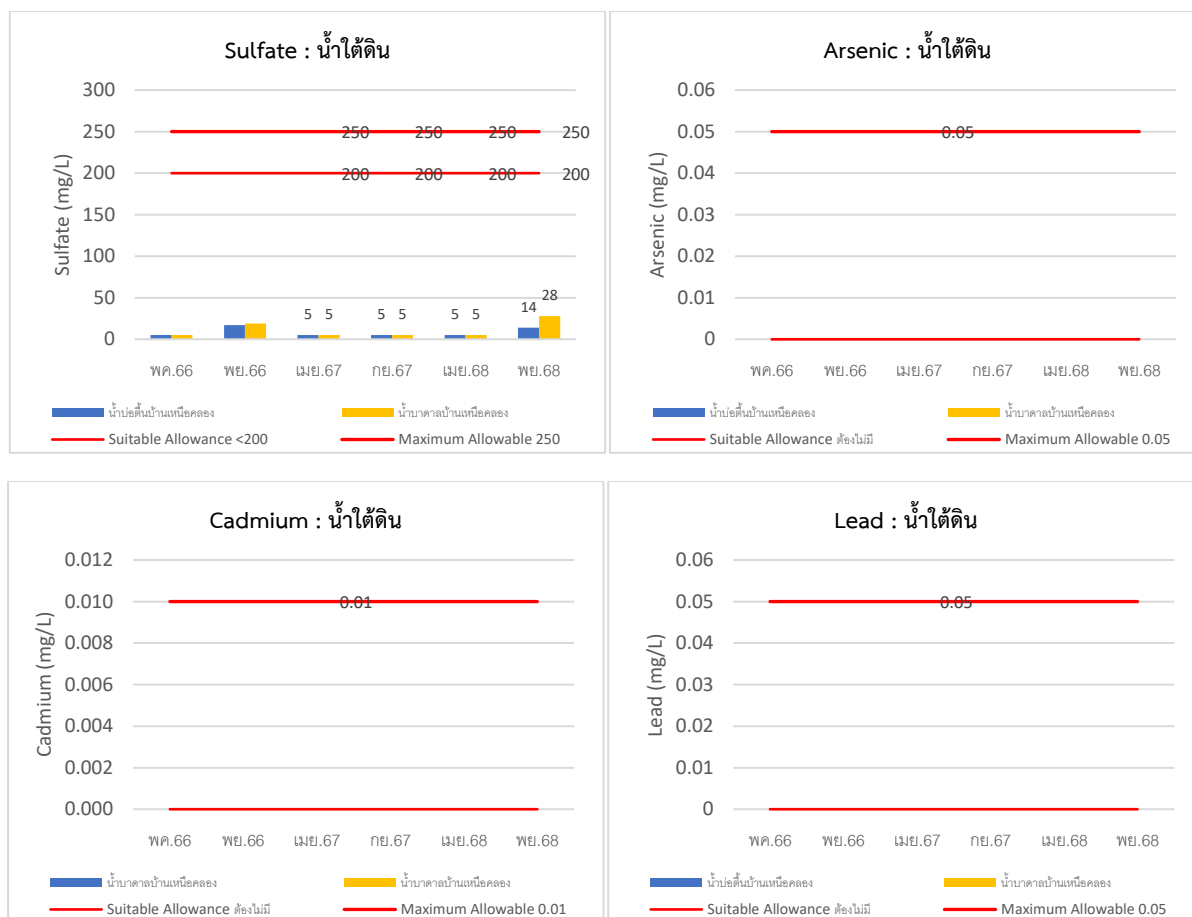 Sulfate : น้ำใต้ดิน
300
250
200
150
100
50
0
Sulfate (mg/L)
250 250 250 250
200 200 200 200
5 5 5 5 5 5 14 28
พค.66 พย.66 เมย.67 กย.67 เมย.68 พย.68
น้ำบ่อตื้นบ้านเหนือคลอง น้ำบาดาลบ้านเหนือคลอง
Suitable Allowance <200 Maximum Allowable 250
Arsenic : น้ำใต้ดิน
0.06
0.05
0.04
0.03
0.02
0.01
0
Arsenic (mg/L)
0.05
พค.66 พย.66 เมย.67 กย.67 เมย.68 พย.68
น้ำบ่อตื้นบ้านเหนือคลอง น้ำบาดาลบ้านเหนือคลอง
Suitable Allowance ต้องไม่มี Maximum Allowable 0.05
Cadmium : น้ำใต้ดิน
0.012
0.010
0.008
0.006
0.004
0.002
0.000
Cadmium (mg/L)
0.01
พค.66 พย.66 เมย.67 กย.67 เมย.68 พย.68
น้ำบาดาลบ้านเหนือคลอง น้ำบาดาลบ้านเหนือคลอง
Suitable Allowance ต้องไม่มี Maximum Allowable 0.01
Lead : น้ำใต้ดิน
0.06
0.05
0.04
0.03
0.02
0.01
0
Lead (mg/L)
0.05
พค.66 พย.66 เมย.67 กย.67 เมย.68 พย.68
น้ำบ่อตื้นบ้านเหนือคลอง น้ำบาดาลบ้านเหนือคลอง
Suitable Allowance ต้องไม่มี Maximum Allowable 0.05